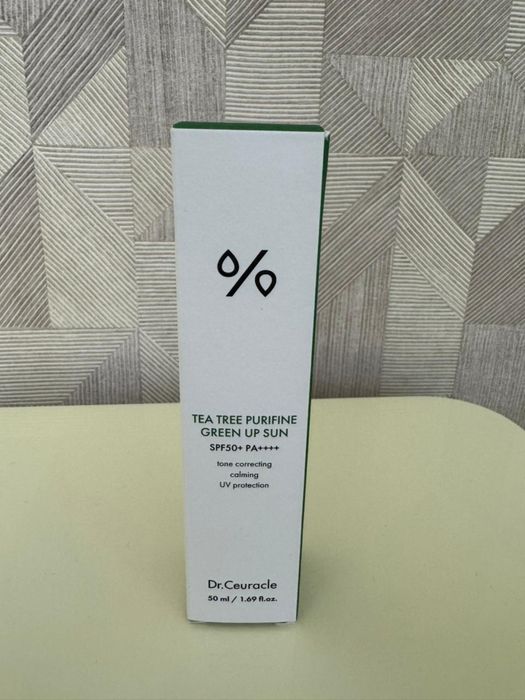 %
TEA TREE PURIFINE
GREEN UP SUN
SPF50+ PA++++
tone correcting
calming
UV protection
Dr.Ceuracle
50 ml / 1.69 fl.oz.